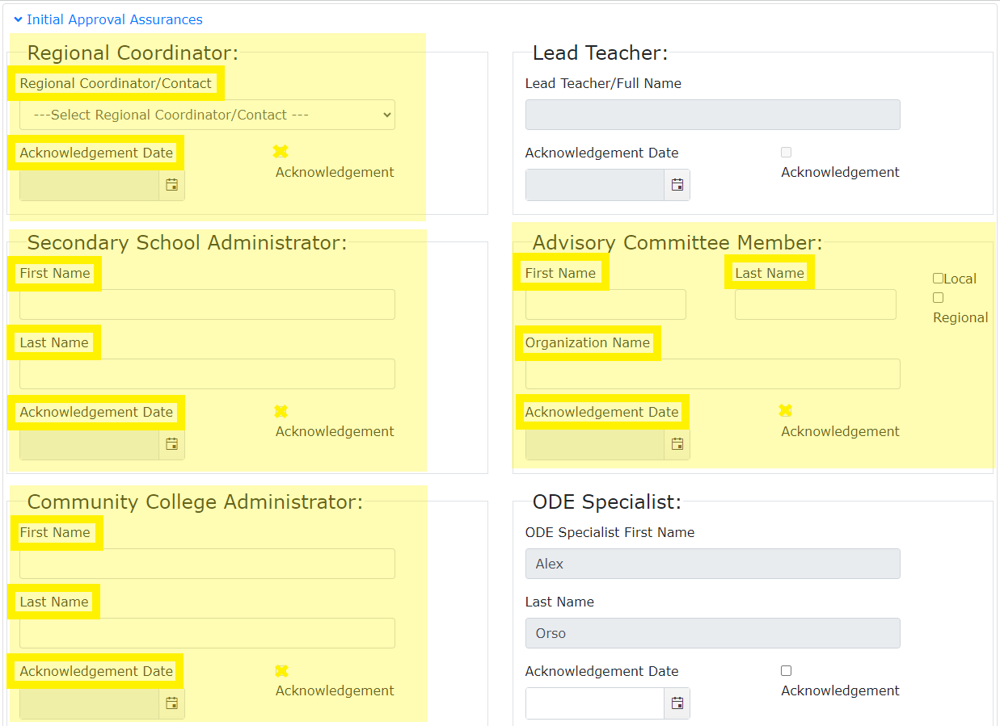 Initial Approval Assurances
Regional Coordinator:
Regional Coordinator/Contact
---Select Regional Coordinator/Contact ---
Acknowledgement Date
Acknowledgement
Lead Teacher:
Lead Teacher/Full Name
Acknowledgement Date
Acknowledgement
Secondary School Administrator:
First Name
Last Name
Acknowledgement Date
Acknowledgement
Advisory Committee Member:
First Name
Last Name
Local
Regional
Organization Name
Acknowledgement Date
Acknowledgement
Community College Administrator:
First Name
Last Name
Acknowledgement Date
Acknowledgement
ODE Specialist:
ODE Specialist First Name
Alex
Last Name
Orso
Acknowledgement Date
Acknowledgement